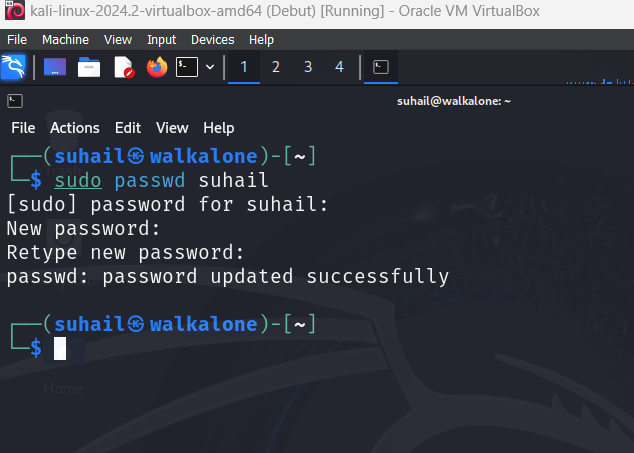 kali-linux-2024.2-virtualbox-amd64 (Debut) [Running] - Oracle VM VirtualBox
File Machine View Input Devices Help
1 2 3 4
suhail@walkalone: ~
File Actions Edit View Help
┌──(suhail㉿walkalone)-[~]
└─$ sudo passwd suhail
[sudo] password for suhail:
New password:
Retype new password:
passwd: password updated successfully
┌──(suhail㉿walkalone)-[~]
└─$
Home